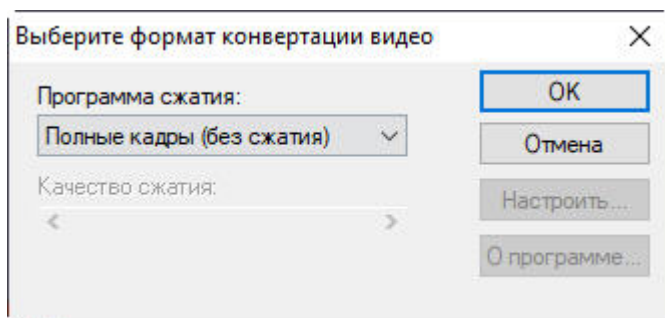 Выберите формат конвертации видео
Программа сжатия:
Полные кадры (без сжатия)
Качество сжатия:
OK
Отмена
Настроить...
О программе...